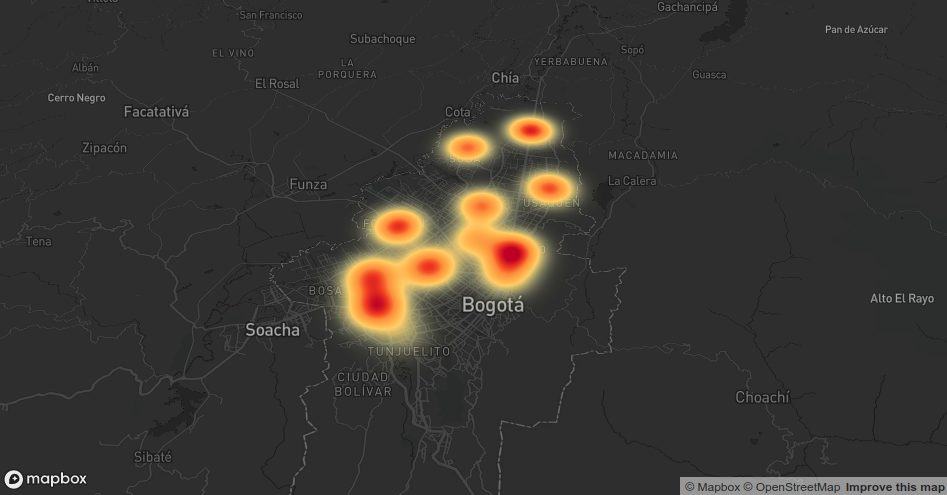 San Francisco
Gachancipá
Pan de Azúcar
Subachoque
EL VINO
Sopó
YERBABUENA
LA
PORQUERA
Albán
Guasca
Chía
El Rosal
Cerro Negro
Facatativá
Cota
Zipacón
MACADAMIA
La Calera
Funza
Tena
BOSA
Alto El Rayo
Bogotá
Soacha
TUNJUELITO
CIUDAD
BOLÍVAR
Choachí
Sibaté
mapbox
© Mapbox © OpenStreetMap Improve this map